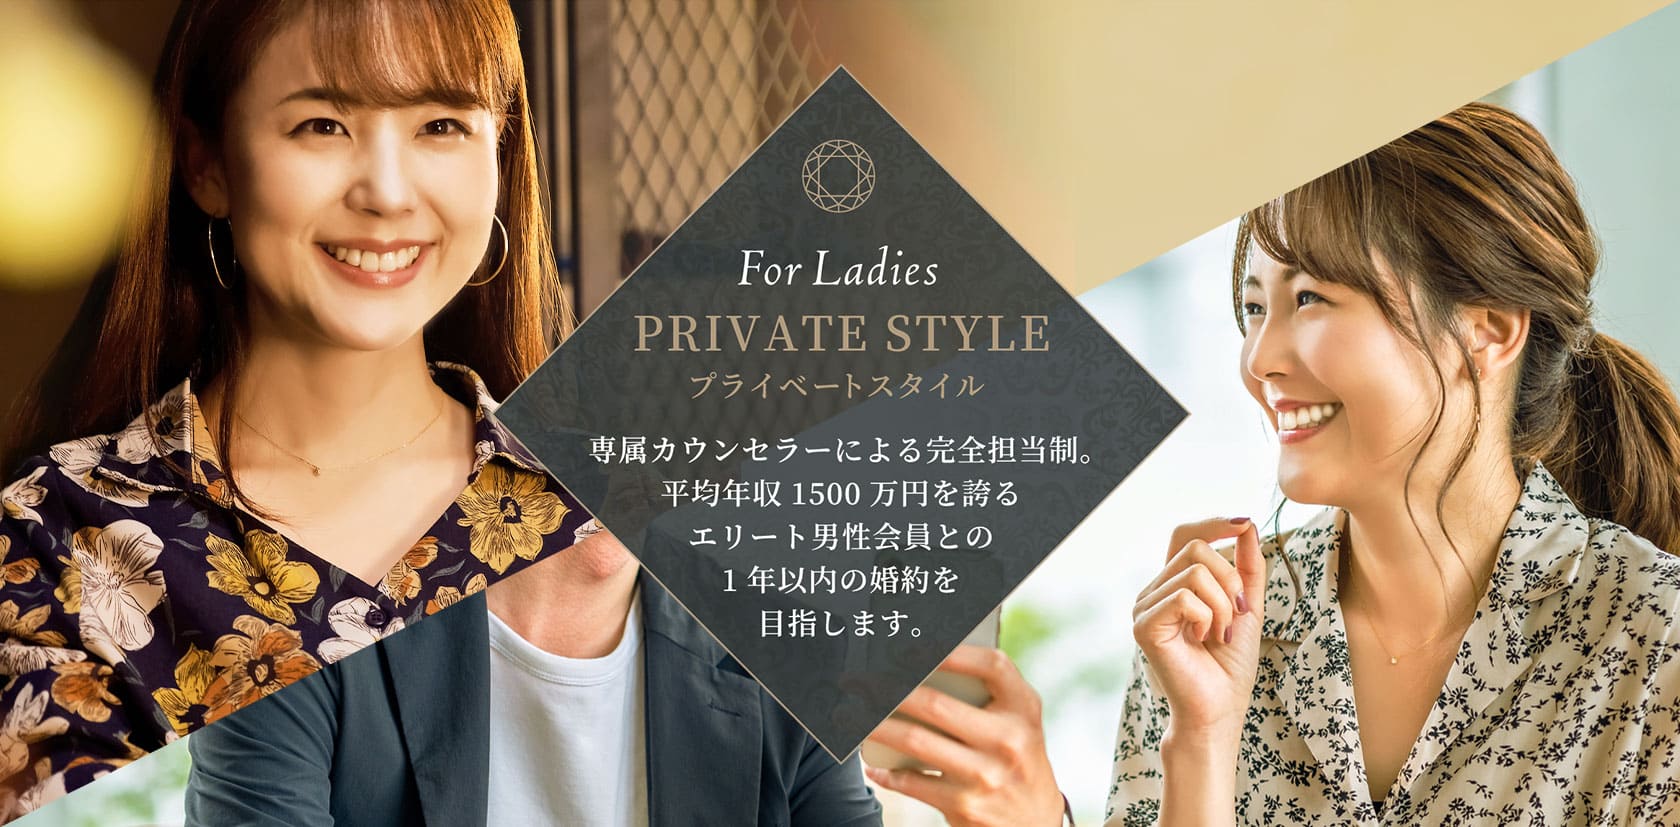 For Ladies
PRIVATE STYLE
プライベートスタイル
専属カウンセラーによる完全担当制。
平均年収 1500 万円を誇る
エリート男性会員との
1 年以内の婚約を
目指します。